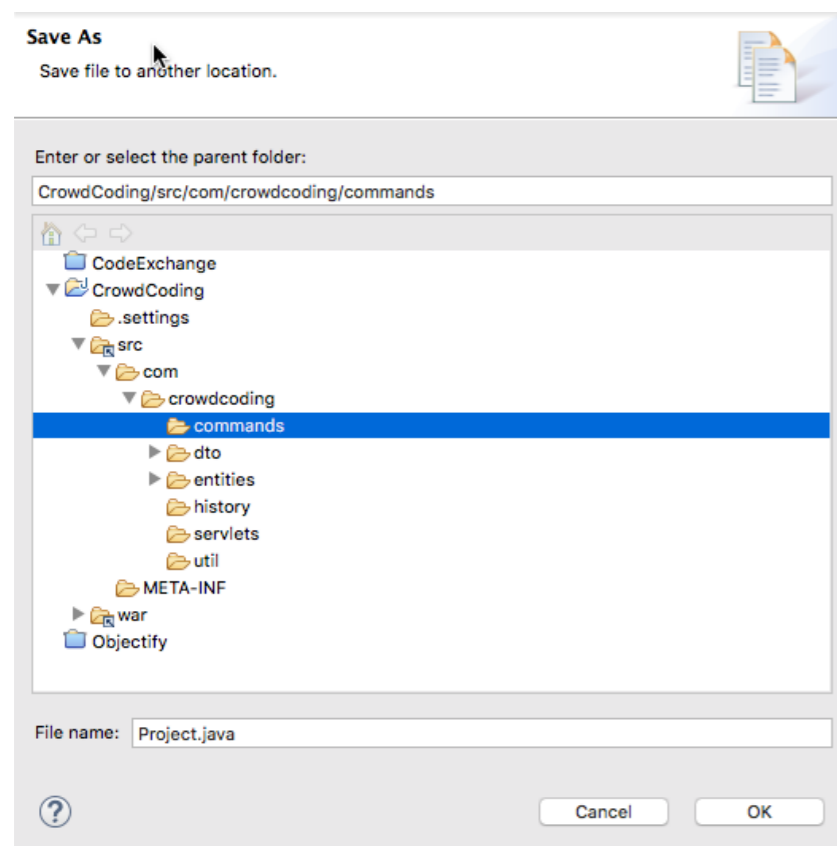 Save As
Save file to another location.
Enter or select the parent folder:
CrowdCoding/src/com/crowdcoding/commands
CodeExchange
CrowdCoding
.settings
src
com
crowdcoding
commands
dto
entities
history
servlets
util
META-INF
war
Objectify
File name: Project.java
? Cancel OK